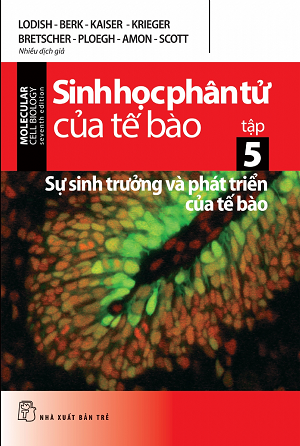 LODISH - BERK - KAISER - KRIEGER
BRETSCHER - PLOEGH - AMON - SCOTT
Nhiều dịch giả
MOLECULAR
CELL BIOLOGY
seventh edition
Sinh học phân tử
của tế bào
tập
5
Sự sinh trưởng và phát triển
của tế bào
NHÀ XUẤT BẢN TRẺ